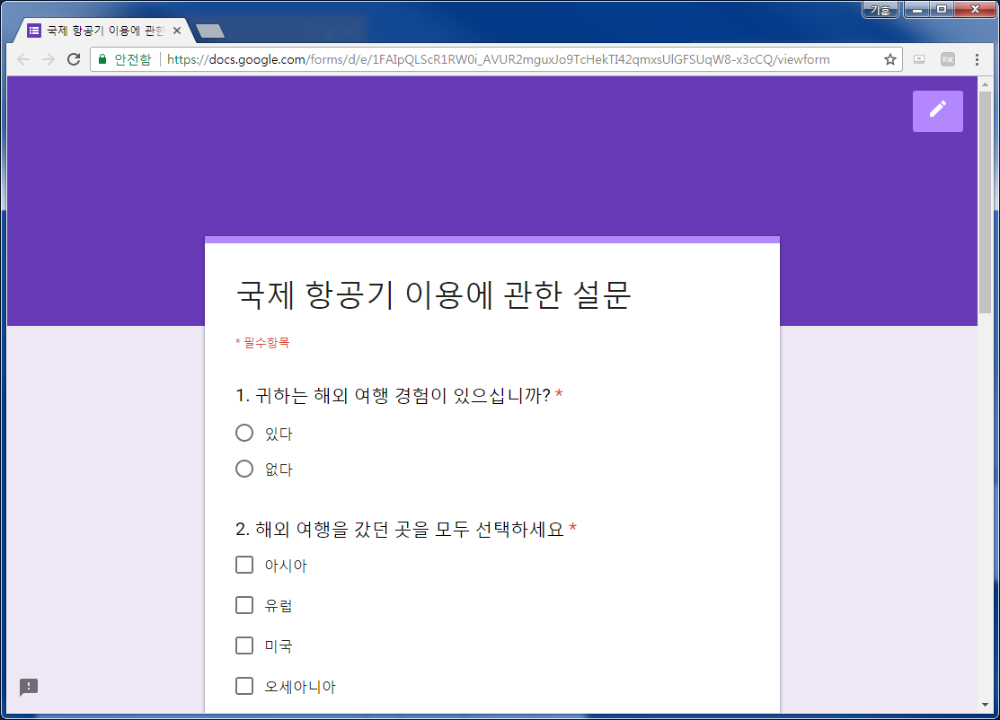 기훈
국제 항공기 이용에 관한
안전함
https://docs.google.com/forms/d/e/1FAIpQLScR1RW0i_AVUR2mguxJo9TcHekTI42qmxsUlGFSUqW8-x3cCQ/viewform
국제 항공기 이용에 관한 설문
* 필수항목
1. 귀하는 해외 여행 경험이 있으십니까? *
있다
없다
2. 해외 여행을 갔던 곳을 모두 선택하세요 *
아시아
유럽
미국
오세아니아